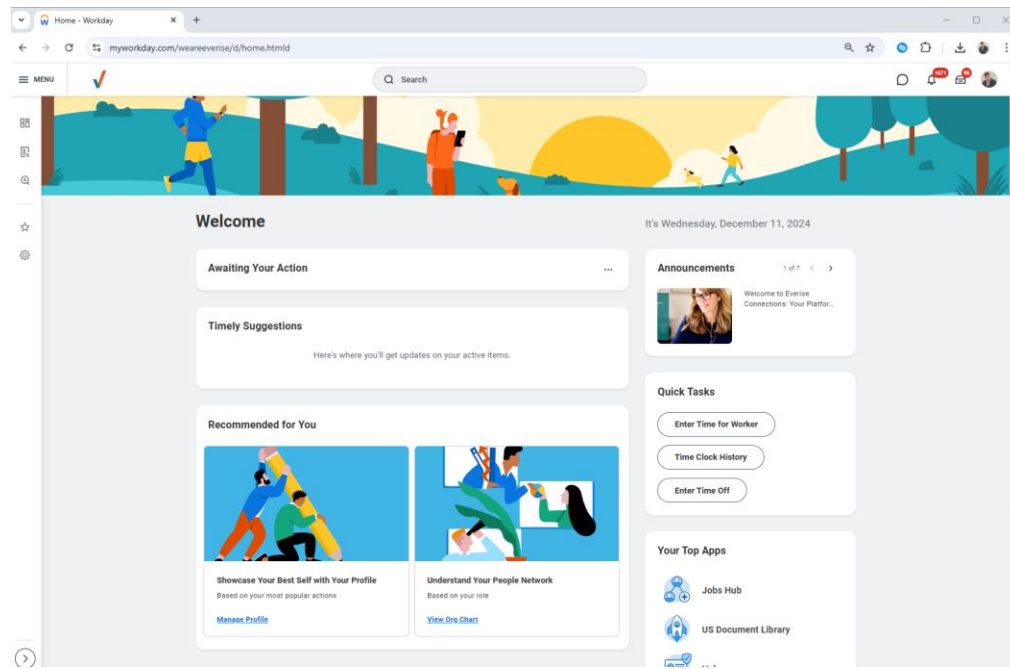 Home - Workday
myworkday.com/weareeverise/d/home.htmld
MENU
Search
1671
96
Welcome
It's Wednesday, December 11, 2024
Awaiting Your Action
Timely Suggestions
Here's where you'll get updates on your active items.
Recommended for You
Showcase Your Best Self with Your Profile
Based on your most popular actions
Manage Profile
Understand Your People Network
Based on your role
View Org Chart
Announcements
1 of 7
Welcome to Everise
Connections: Your Platfor...
Quick Tasks
Enter Time for Worker
Time Clock History
Enter Time Off
Your Top Apps
Jobs Hub
US Document Library